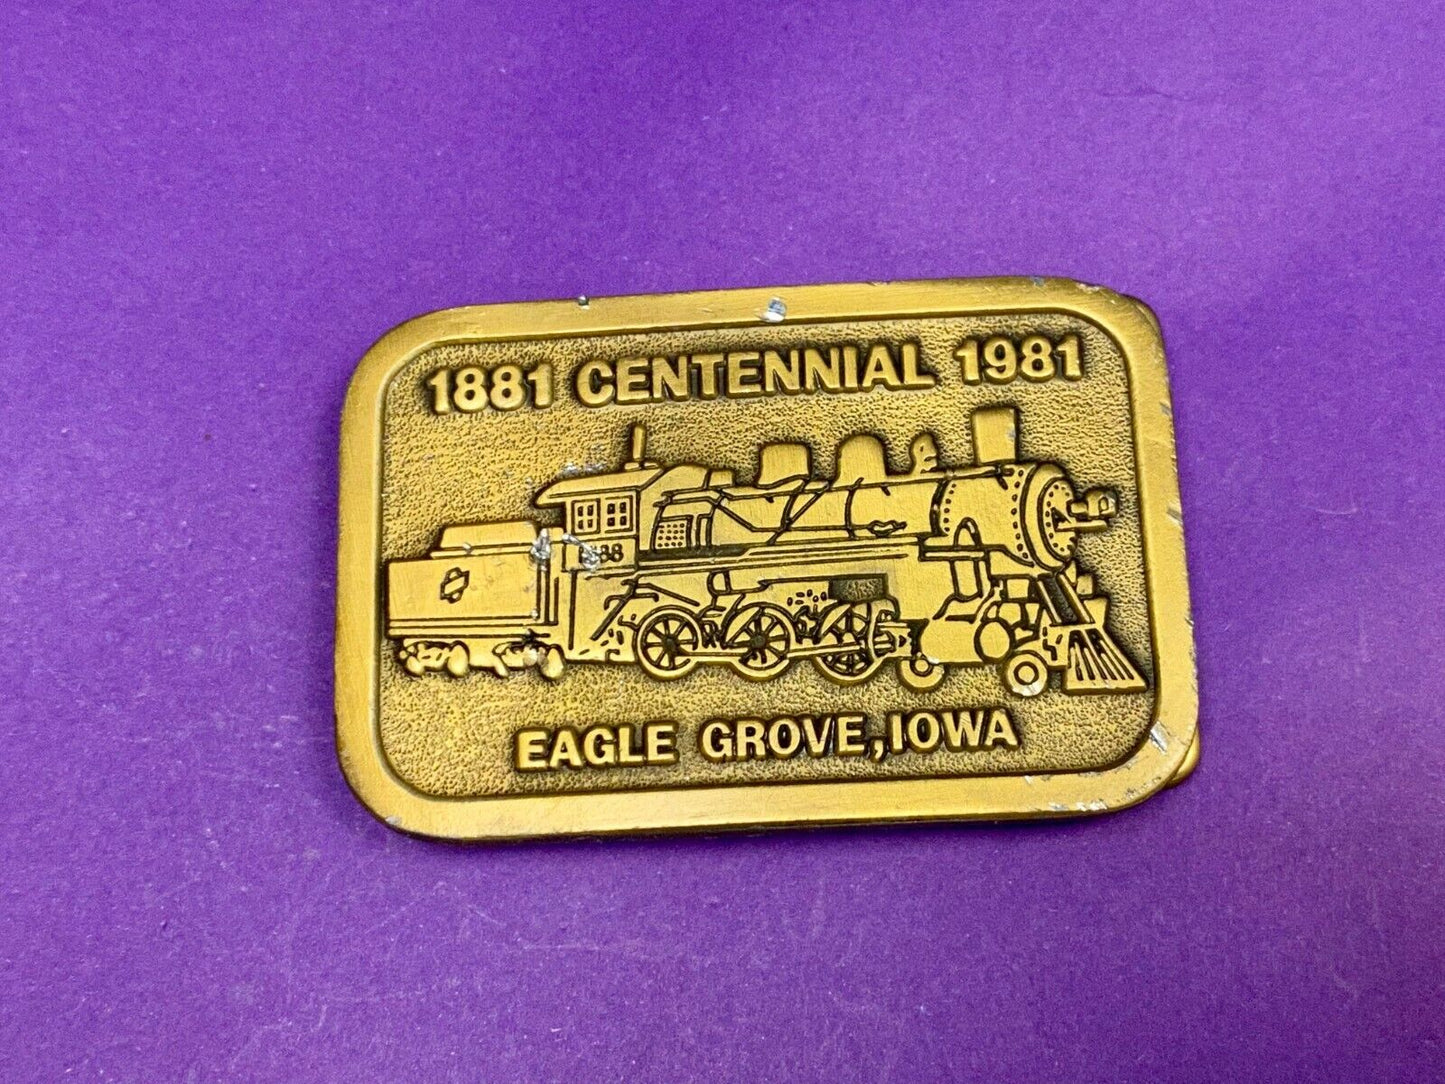 1881 CENTENNIAL 1981
EAGLE GROVE, IOWA